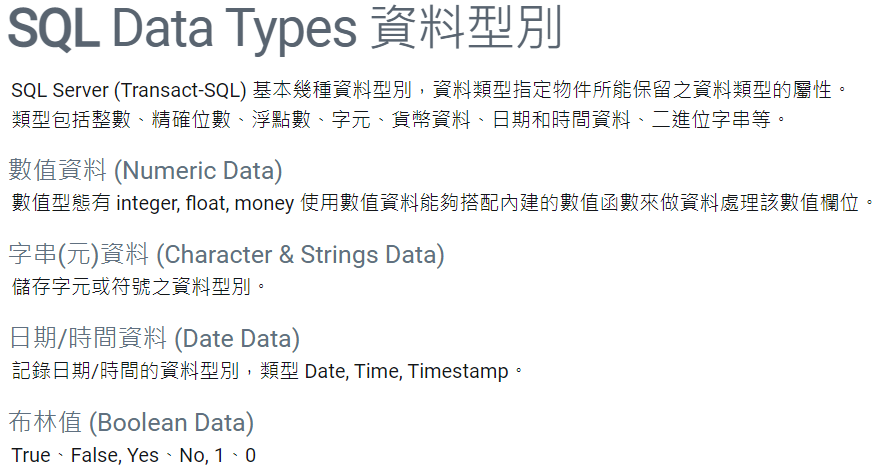 SQL Data Types 資料型別
SQL Server (Transact-SQL) 基本幾種資料型別，資料類型指定物件所能保留之資料類型的屬性。
類型包括整數、精確位數、浮點數、字元、貨幣資料、日期和時間資料、二進位字串等。
數值資料 (Numeric Data)
數值型態有 integer, float, money 使用數值資料能夠搭配內建的數值函數來做資料處理該數值欄位。
字串(元)資料 (Character & Strings Data)
儲存字元或符號之資料型別。
日期/時間資料 (Date Data)
記錄日期/時間的資料型別，類型 Date, Time, Timestamp。
布林值 (Boolean Data)
True、False, Yes、No, 1、0